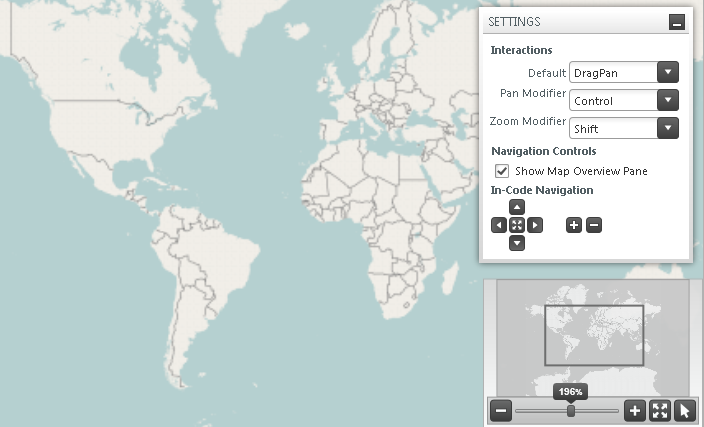 SETTINGS
Interactions
Default DragPan
Pan Modifier Control
Zoom Modifier Shift
Navigation Controls
Show Map Overview Pane
In-Code Navigation
196%